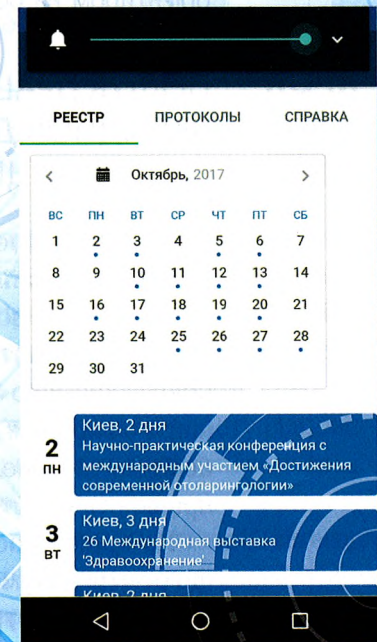 РЕЕСТР ПРОТОКОЛЫ СПРАВКА
Октябрь, 2017
ВС ПН ВТ СР ЧТ ПТ СБ
1 2 3 4 5 6 7
8 9 10 11 12 13 14
15 16 17 18 19 20 21
22 23 24 25 26 27 28
29 30 31
2
ПН
Киев, 2 дня
Научно-практическая конференция с
международным участием «Достижения
современной отоларингологии»
3
ВТ
Киев, 3 дня
26 Международная выставка
'Здравоохранение'
Киев, 2 дня